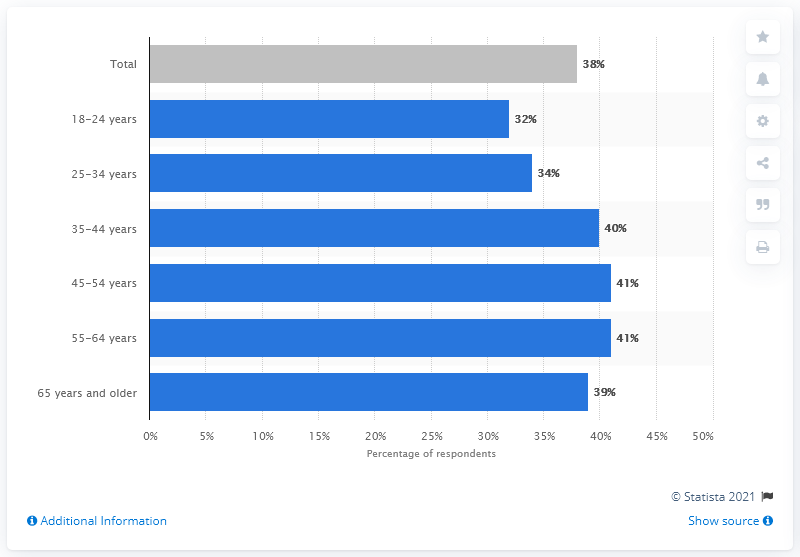 Total 38%
18-24 years 32%
25-34 years 34%
35-44 years 40%
45-54 years 41%
55-64 years 41%
65 years and older 39%
0% 5% 10% 15% 20% 25% 30% 35% 40% 45% 50%
Percentage of respondents
© Statista 2021
Additional Information Show source